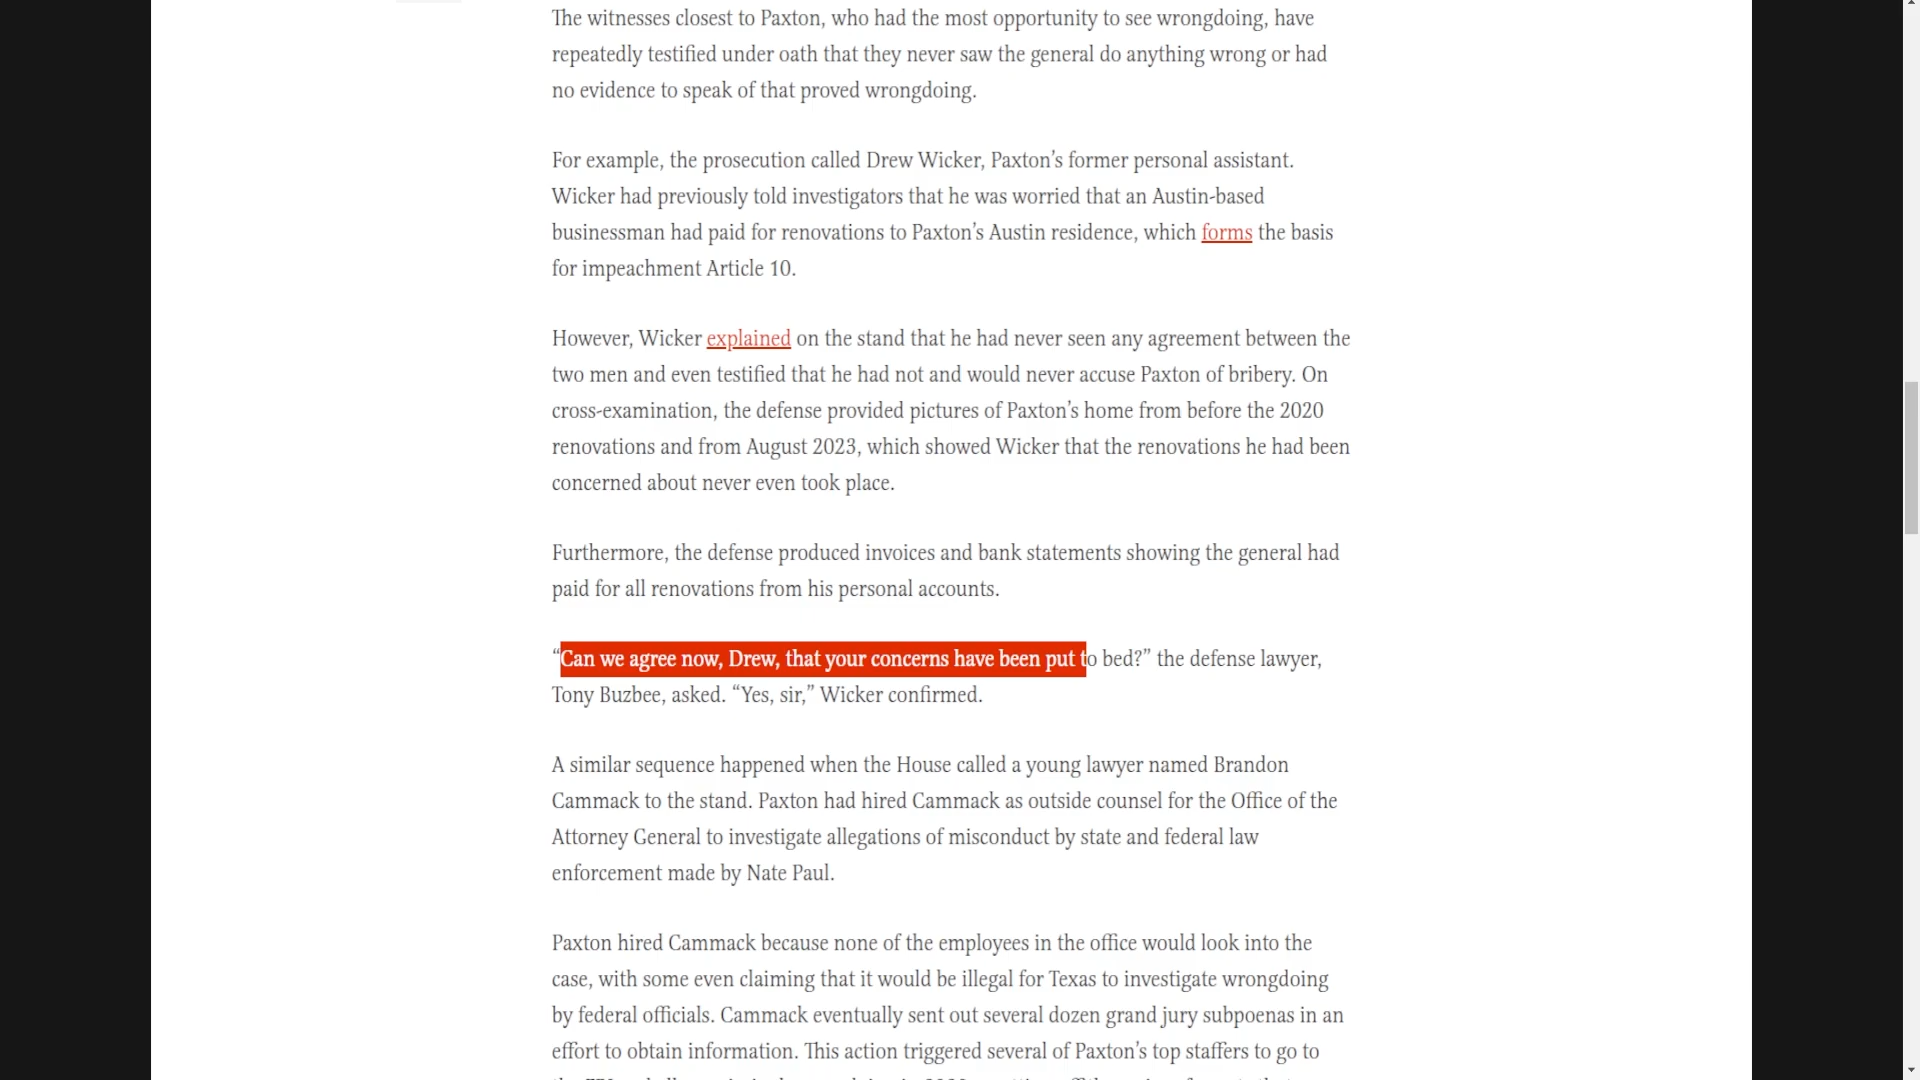 The witnesses closest to Paxton, who had the most opportunity to see wrongdoing, have
repeatedly testified under oath that they never saw the general do anything wrong or had
no evidence to speak of that proved wrongdoing.
For example, the prosecution called Drew Wicker, Paxton’s former personal assistant.
Wicker had previously told investigators that he was worried that an Austin-based
businessman had paid for renovations to Paxton’s Austin residence, which forms the basis
for impeachment Article 10.
However, Wicker explained on the stand that he had never seen any agreement between the
two men and even testified that he had not and would never accuse Paxton of bribery. On
cross-examination, the defense provided pictures of Paxton’s home from before the 2020
renovations and from August 2023, which showed Wicker that the renovations he had been
concerned about never even took place.
Furthermore, the defense produced invoices and bank statements showing the general had
paid for all renovations from his personal accounts.
“Can we agree now, Drew, that your concerns have been put to bed?” the defense lawyer,
Tony Buzbee, asked. “Yes, sir,” Wicker confirmed.
A similar sequence happened when the House called a young lawyer named Brandon
Cammack to the stand. Paxton had hired Cammack as outside counsel for the Office of the
Attorney General to investigate allegations of misconduct by state and federal law
enforcement made by Nate Paul.
Paxton hired Cammack because none of the employees in the office would look into the
case, with some even claiming that it would be illegal for Texas to investigate wrongdoing
by federal officials. Cammack eventually sent out several dozen grand jury subpoenas in an
effort to obtain information. This action triggered several of Paxton’s top staffers to go to